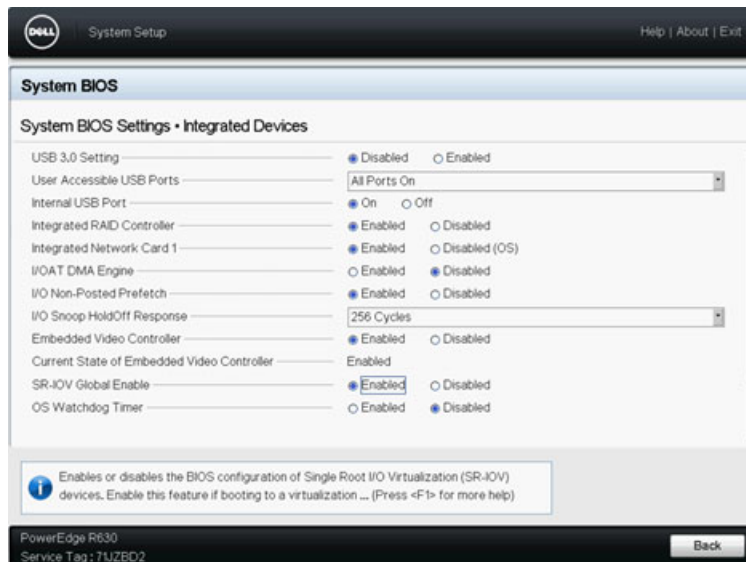 DELL
System Setup
Help | About | Exit
System BIOS
System BIOS Settings • Integrated Devices
USB 3.0 Setting Disabled Enabled
User Accessible USB Ports All Ports On
Internal USB Port On Off
Integrated RAID Controller Enabled Disabled
Integrated Network Card 1 Enabled Disabled (OS)
I/OAT DMA Engine Enabled Disabled
I/O Non-Posted Prefetch Enabled Disabled
I/O Snoop HoldOff Response 256 Cycles
Embedded Video Controller Enabled Disabled
Current State of Embedded Video Controller Enabled
SR-IOV Global Enable Enabled Disabled
OS Watchdog Timer Enabled Disabled
Enables or disables the BIOS configuration of Single Root I/O Virtualization (SR-IOV)
devices. Enable this feature if booting to a virtualization ... (Press <F1> for more help)
PowerEdge R630
Service Tag : 71JZBD2
Back